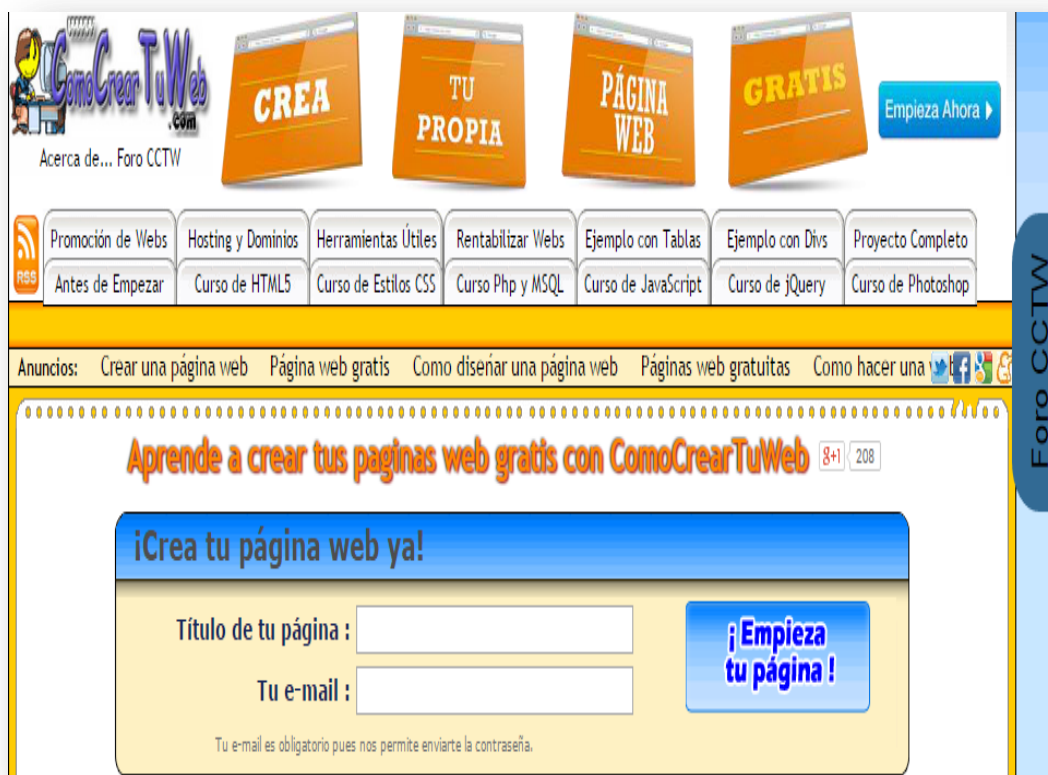 ComoCrearTuWeb
.com
Acerca de... Foro CCTW
CREA
TU
PROPIA
PÁGINA
WEB
GRATIS
Empieza Ahora
RSS
Promoción de Webs Hosting y Dominios Herramientas Útiles Rentabilizar Webs Ejemplo con Tablas Ejemplo con Divs Proyecto Completo
Antes de Empezar Curso de HTML5 Curso de Estilos CSS Curso Php y MSQL Curso de JavaScript Curso de jQuery Curso de Photoshop
Foro CCTW
Anuncios: Crear una página web Página web gratis Como diseñar una página web Páginas web gratuitas Como hacer una
Aprende a crear tus paginas web gratis con ComoCrearTuWeb g+1 208
¡Crea tu página web ya!
Título de tu página :
Tu e-mail :
¡ Empieza
tu página !
Tu e-mail es obligatorio pues nos permite enviarte la contraseña.